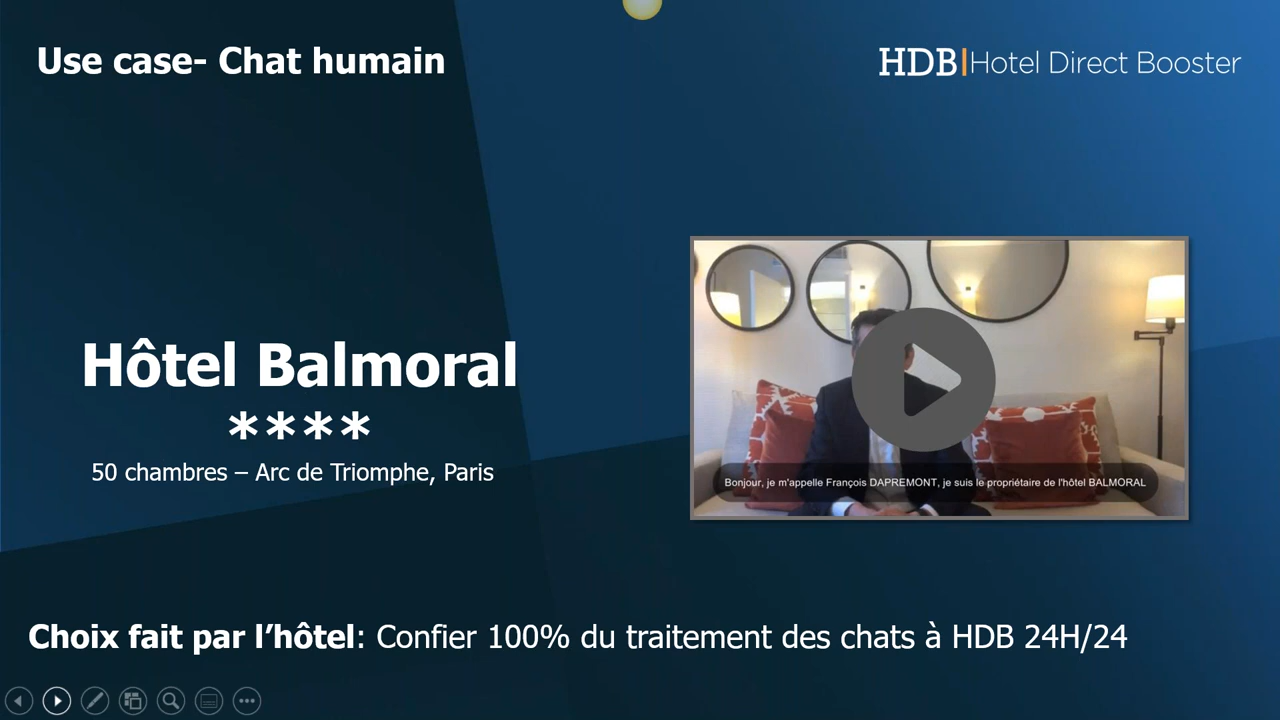 Use case- Chat humain
HDB|Hotel Direct Booster
Hôtel Balmoral
****
50 chambres – Arc de Triomphe, Paris
Bonjour, je m'appelle François DAPREMONT, je suis le propriétaire de l'hôtel BALMORAL
Choix fait par l’hôtel: Confier 100% du traitement des chats à HDB 24H/24